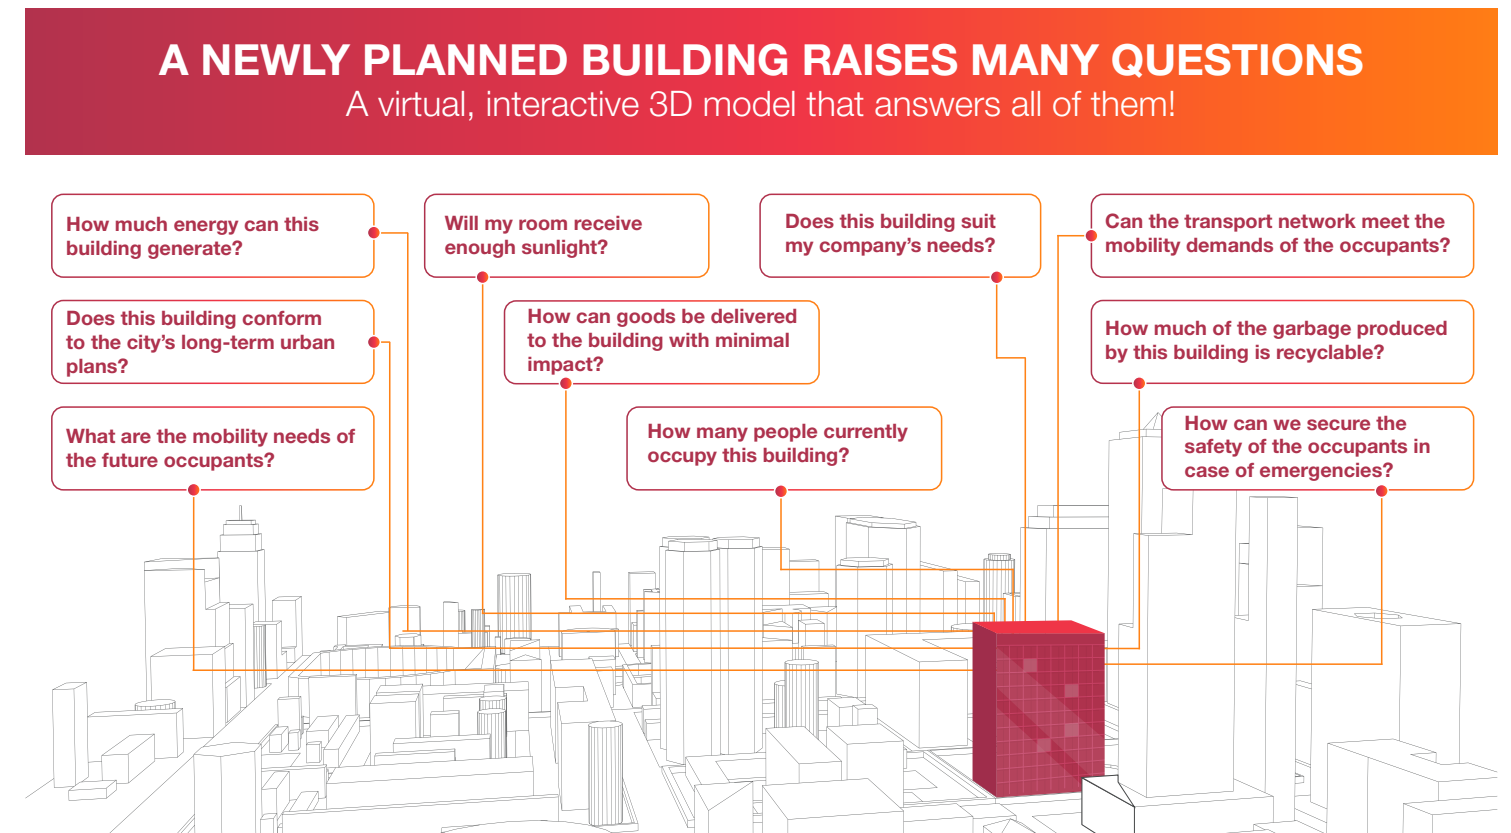 A NEWLY PLANNED BUILDING RAISES MANY QUESTIONS
A virtual, interactive 3D model that answers all of them!
How much energy can this
building generate?
Will my room receive
enough sunlight?
Does this building suit
my company’s needs?
Can the transport network meet the
mobility demands of the occupants?
Does this building conform
to the city’s long-term urban
plans?
How can goods be delivered
to the building with minimal
impact?
How much of the garbage produced
by this building is recyclable?
What are the mobility needs of
the future occupants?
How many people currently
occupy this building?
How can we secure the
safety of the occupants in
case of emergencies?